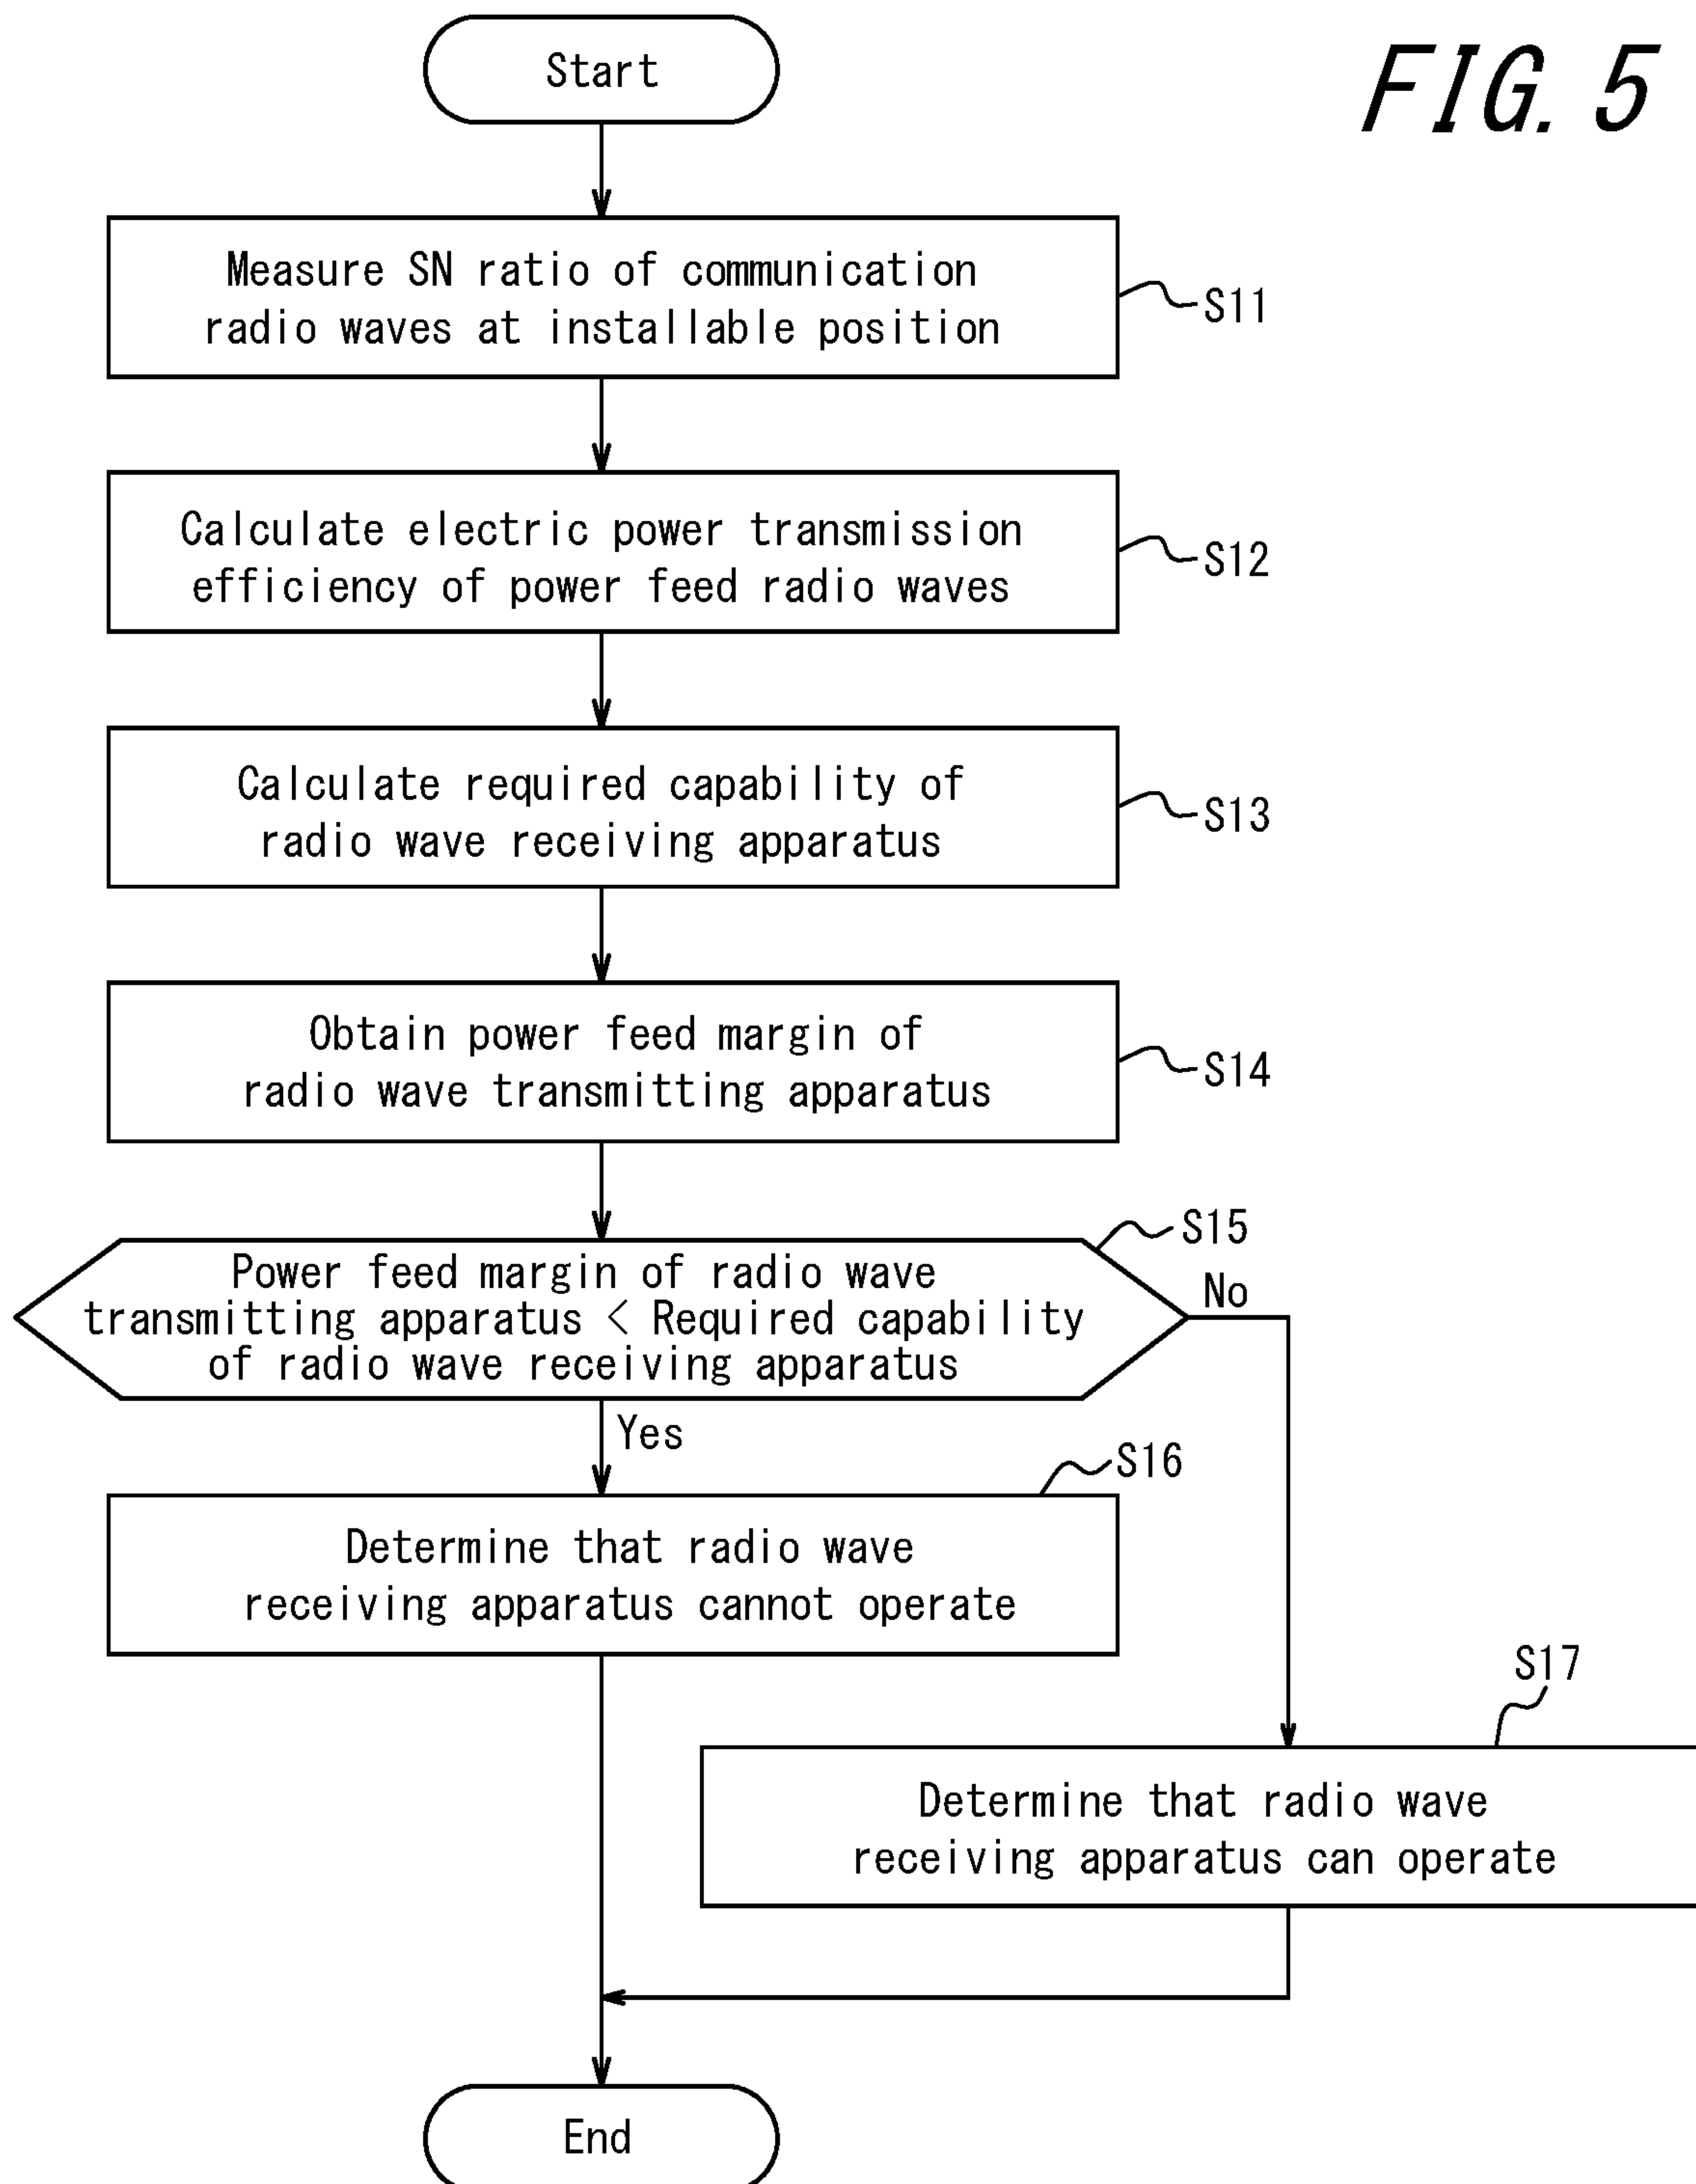 FIG. 5
Start
Measure SN ratio of communication
radio waves at installable position
S11
Calculate electric power transmission
efficiency of power feed radio waves
S12
Calculate required capability of
radio wave receiving apparatus
S13
Obtain power feed margin of
radio wave transmitting apparatus
S14
S15
Power feed margin of radio wave
transmitting apparatus < Required capability
of radio wave receiving apparatus
No
Yes
S16
Determine that radio wave
receiving apparatus cannot operate
S17
Determine that radio wave
receiving apparatus can operate
End